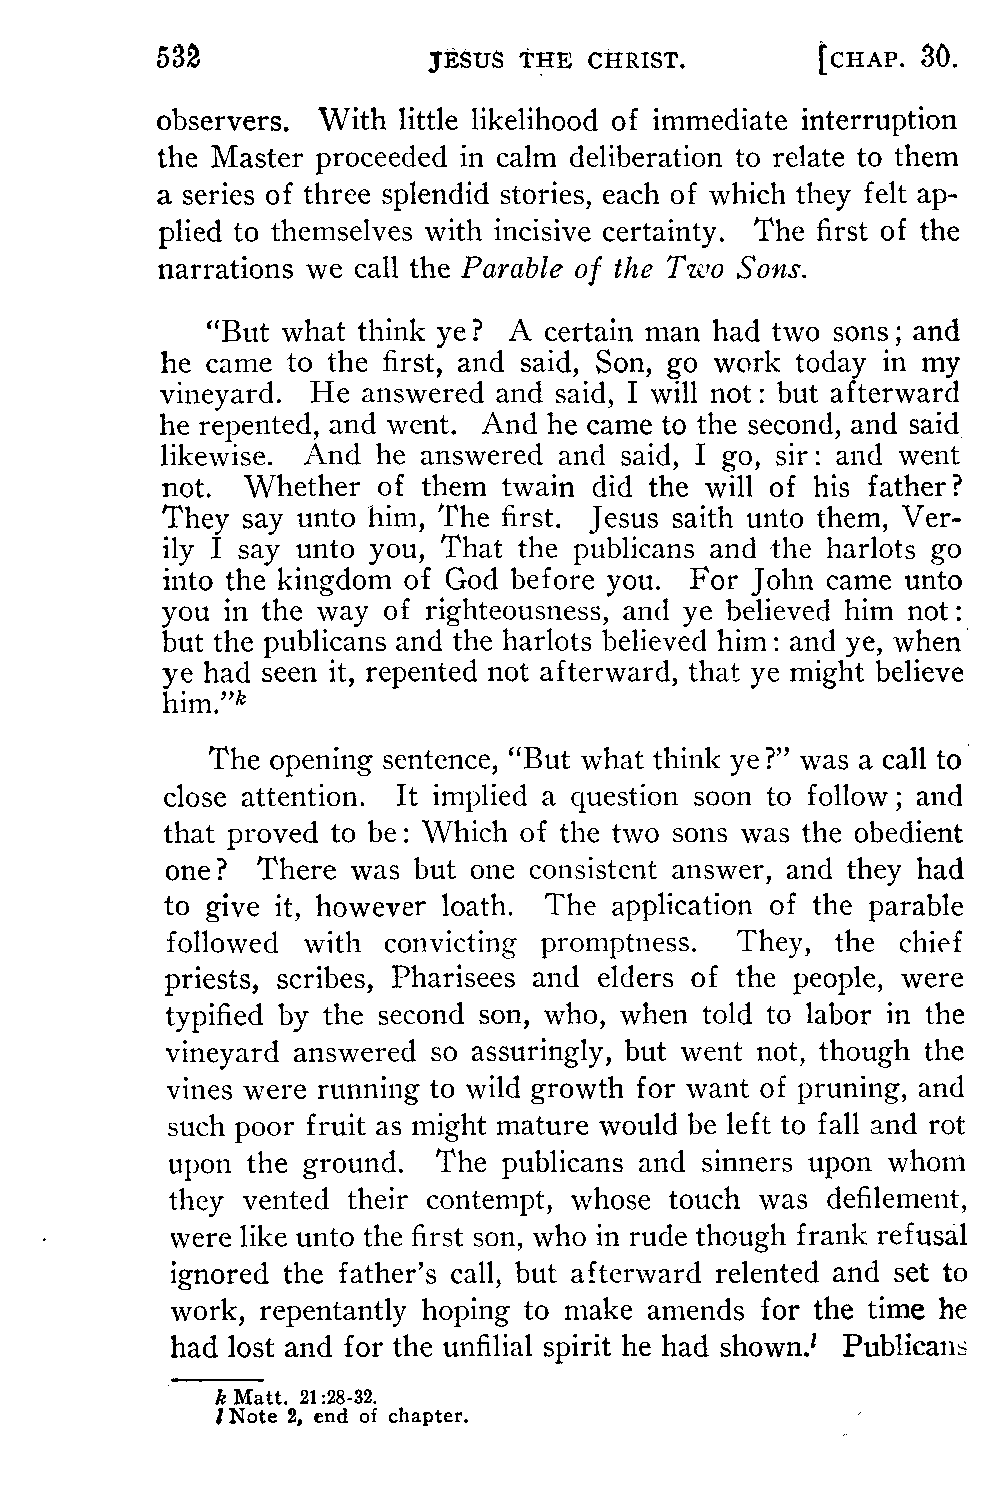 532 JESUS THE CHRIST. [CHAP. 30.
observers. With little likelihood of immediate interruption
the Master proceeded in calm deliberation to relate to them
a series of three splendid stories, each of which they felt ap-
plied to themselves with incisive certainty. The first of the
narrations we call the Parable of the Two Sons.
"But what think ye? A certain man had two sons; and
he came to the first, and said, Son, go work today in my
vineyard. He answered and said, I will not: but afterward
he repented, and went. And he came to the second, and said
likewise. And he answered and said, I go, sir: and went
not. Whether of them twain did the will of his father?
They say unto him, The first. Jesus saith unto them, Ver-
ily I say unto you, That the publicans and the harlots go
into the kingdom of God before you. For John came unto
you in the way of righteousness, and ye believed him not:
but the publicans and the harlots believed him: and ye, when
ye had seen it, repented not afterward, that ye might believe
him."k
The opening sentence, "But what think ye?" was a call to
close attention. It implied a question soon to follow; and
that proved to be: Which of the two sons was the obedient
one? There was but one consistent answer, and they had
to give it, however loath. The application of the parable
followed with convicting promptness. They, the chief
priests, scribes, Pharisees and elders of the people, were
typified by the second son, who, when told to labor in the
vineyard answered so assuringly, but went not, though the
vines were running to wild growth for want of pruning, and
such poor fruit as might mature would be left to fall and rot
upon the ground. The publicans and sinners upon whom
they vented their contempt, whose touch was defilement,
were like unto the first son, who in rude though frank refusal
ignored the father's call, but afterward relented and set to
work, repentantly hoping to make amends for the time he
had lost and for the unfilial spirit he had shown.l Publicans
k Matt. 21:28-32.
l Note 2, end of chapter.